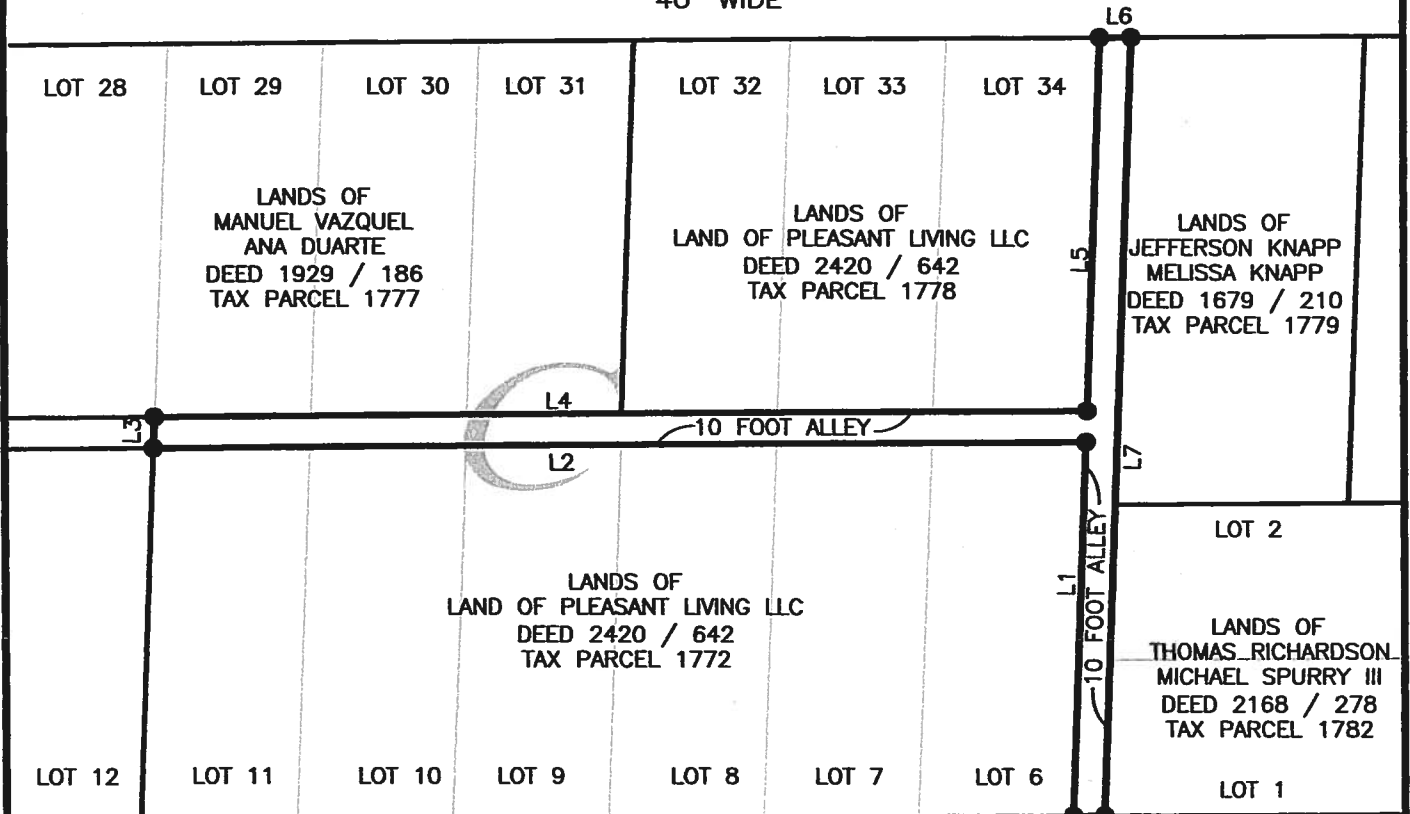 40' WIDE
L6
LOT 28
LOT 29
LOT 30
LOT 31
LOT 32
LOT 33
LOT 34
LANDS OF
MANUEL VAZQUEL
ANA DUARTE
DEED 1929 / 186
TAX PARCEL 1777
LANDS OF
LAND OF PLEASANT LIVING LLC
DEED 2420 / 642
TAX PARCEL 1778
L5
LANDS OF
JEFFERSON KNAPP
MELISSA KNAPP
DEED 1679 / 210
TAX PARCEL 1779
C
L4
L3
10 FOOT ALLEY
L2
L7
LOT 2
10 FOOT ALLEY
L1
LANDS OF
LAND OF PLEASANT LIVING LLC
DEED 2420 / 642
TAX PARCEL 1772
LANDS OF
THOMAS RICHARDSON
MICHAEL SPURRY III
DEED 2168 / 278
TAX PARCEL 1782
LOT 12
LOT 11
LOT 10
LOT 9
LOT 8
LOT 7
LOT 6
LOT 1